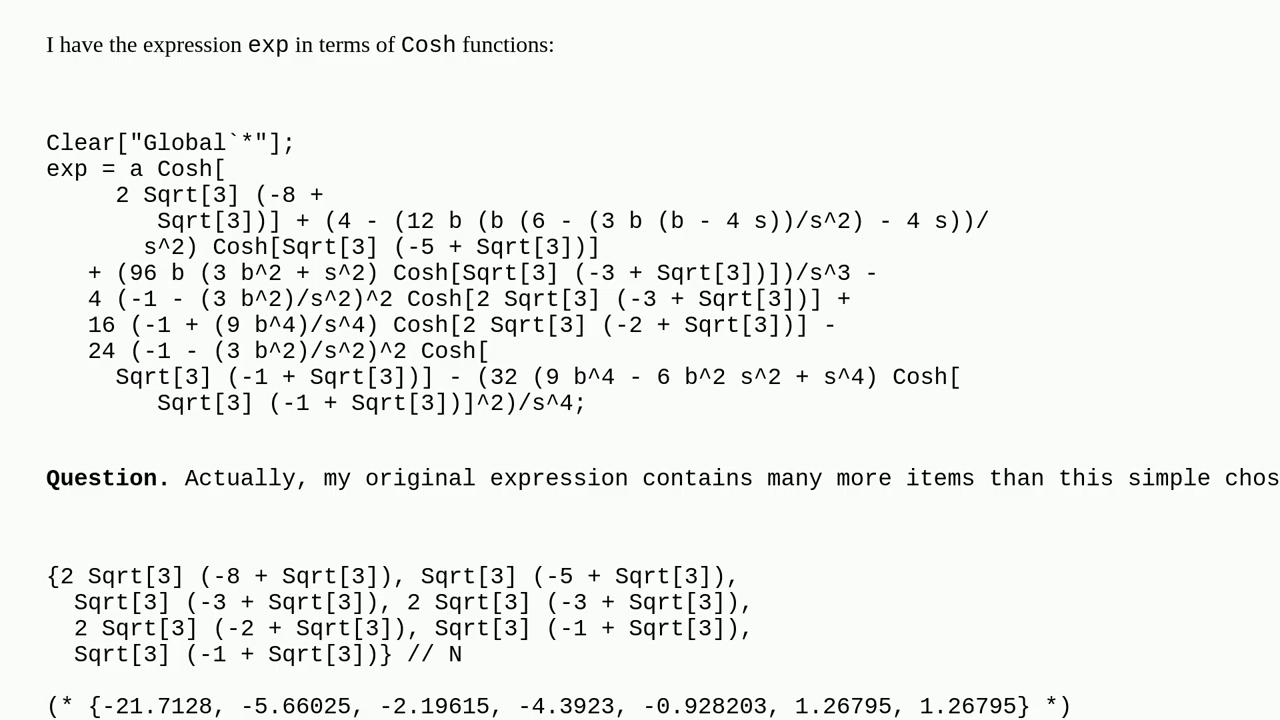 I have the expression exp in terms of Cosh functions:
Clear["Global`*"];
exp = a Cosh[
     2 Sqrt[3] (-8 +
        Sqrt[3])] + (4 - (12 b (b (6 - (3 b (b - 4 s))/s^2) - 4 s))/
       s^2) Cosh[Sqrt[3] (-5 + Sqrt[3])]
   + (96 b (3 b^2 + s^2) Cosh[Sqrt[3] (-3 + Sqrt[3])])/s^3 -
   4 (-1 - (3 b^2)/s^2)^2 Cosh[2 Sqrt[3] (-3 + Sqrt[3])] +
   16 (-1 + (9 b^4)/s^4) Cosh[2 Sqrt[3] (-2 + Sqrt[3])] -
   24 (-1 - (3 b^2)/s^2)^2 Cosh[
     Sqrt[3] (-1 + Sqrt[3])] - (32 (9 b^4 - 6 b^2 s^2 + s^4) Cosh[
        Sqrt[3] (-1 + Sqrt[3])]^2)/s^4;
Question. Actually, my original expression contains many more items than this simple chos
{2 Sqrt[3] (-8 + Sqrt[3]), Sqrt[3] (-5 + Sqrt[3]),
  Sqrt[3] (-3 + Sqrt[3]), 2 Sqrt[3] (-3 + Sqrt[3]),
  2 Sqrt[3] (-2 + Sqrt[3]), Sqrt[3] (-1 + Sqrt[3]),
  Sqrt[3] (-1 + Sqrt[3])} // N
(* {-21.7128, -5.66025, -2.19615, -4.3923, -0.928203, 1.26795, 1.26795} *)